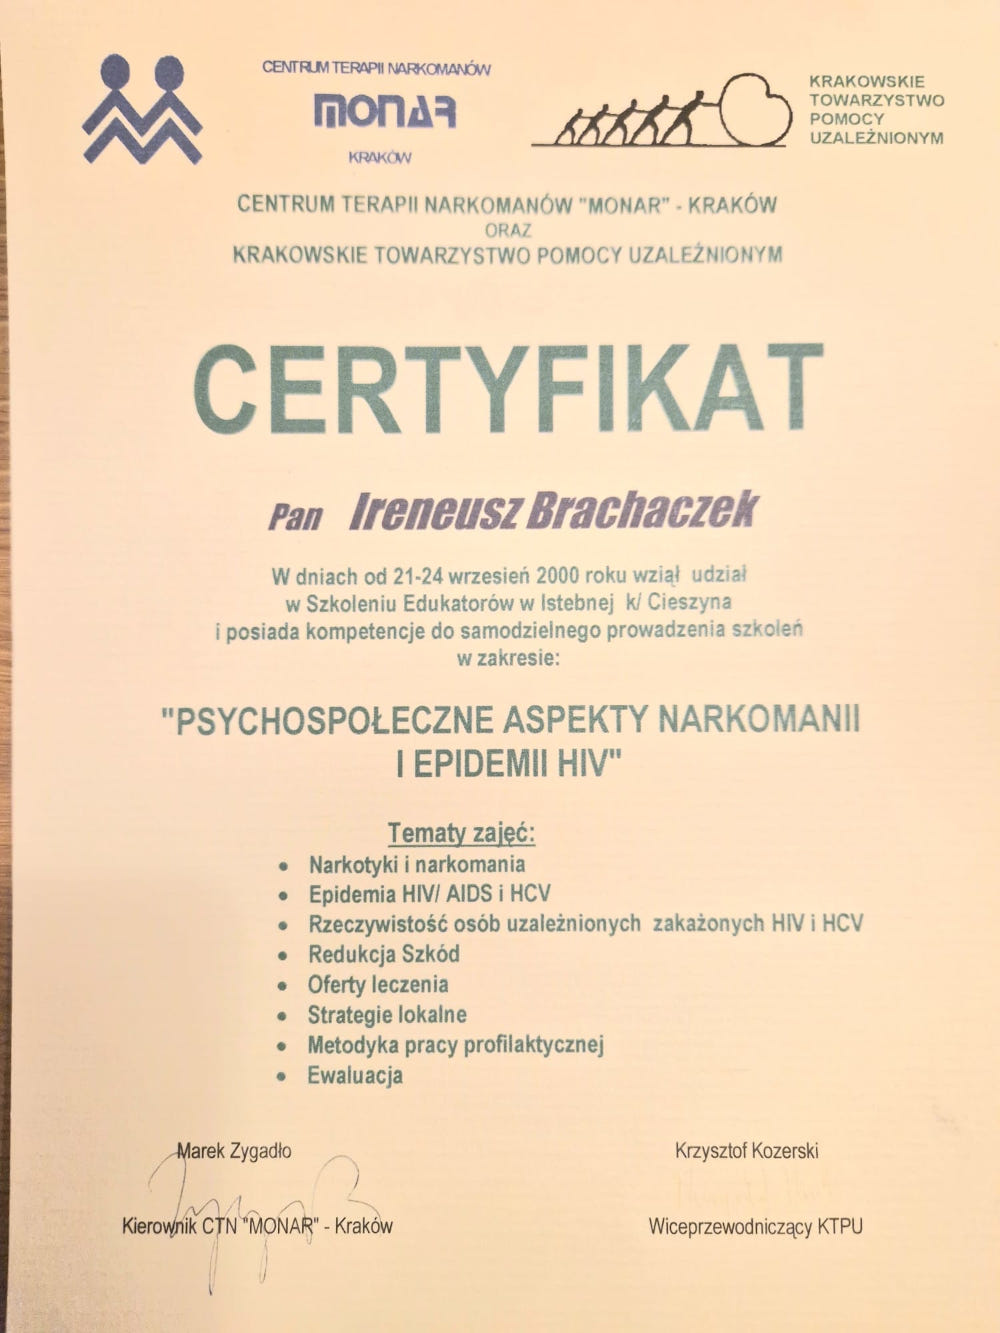 CENTRUM TERAPII NARKOMANÓW
MONAR
KRAKÓW
KRAKOWSKIE
TOWARZYSTWO
POMOCY
UZALEŻNIONYM
CENTRUM TERAPII NARKOMANÓW "MONAR" - KRAKÓW
ORAZ
KRAKOWSKIE TOWARZYSTWO POMOCY UZALEŻNIONYM
CERTYFIKAT
Pan Ireneusz Brachaczek
W dniach od 21-24 wrzesień 2000 roku wziął udział
w Szkoleniu Edukatorów w Istebnej k/ Cieszyna
i posiada kompetencje do samodzielnego prowadzenia szkoleń
w zakresie:
"PSYCHOSPOŁECZNE ASPEKTY NARKOMANII
I EPIDEMII HIV"
Tematy zajęć:
• Narkotyki i narkomania
• Epidemia HIV/ AIDS i HCV
• Rzeczywistość osób uzależnionych zakażonych HIV i HCV
• Redukcja Szkód
• Oferty leczenia
• Strategie lokalne
• Metodyka pracy profilaktycznej
• Ewaluacja
Marek Zygadło
Krzysztof Kozerski
Kierownik CTN "MONAR" - Kraków
Wiceprzewodniczący KTPU